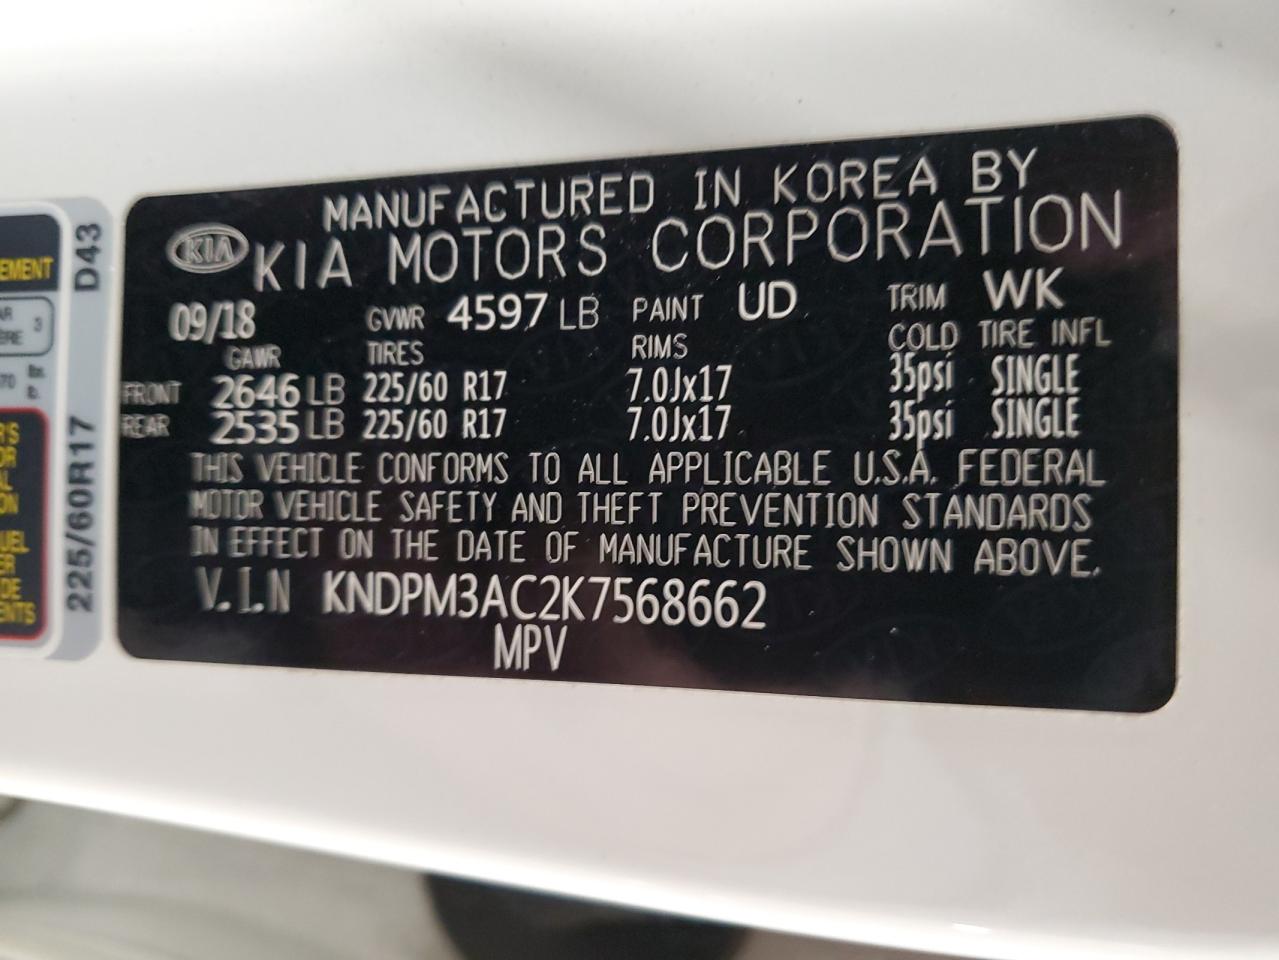 MANUFACTURED IN KOREA BY
KIA KIA MOTORS CORPORATION
09/18 GVWR 4597 LB PAINT UD TRIM WK
GAWR TIRES RIMS COLD TIRE INFL
FRONT 2646 LB 225/60 R17 7.0Jx17 35psi SINGLE
REAR 2535 LB 225/60 R17 7.0Jx17 35psi SINGLE
THIS VEHICLE CONFORMS TO ALL APPLICABLE U.S.A. FEDERAL
MOTOR VEHICLE SAFETY AND THEFT PREVENTION STANDARDS
IN EFFECT ON THE DATE OF MANUFACTURE SHOWN ABOVE.
V.I.N KNDPM3AC2K7568662
MPV
225/60R17 D43
3